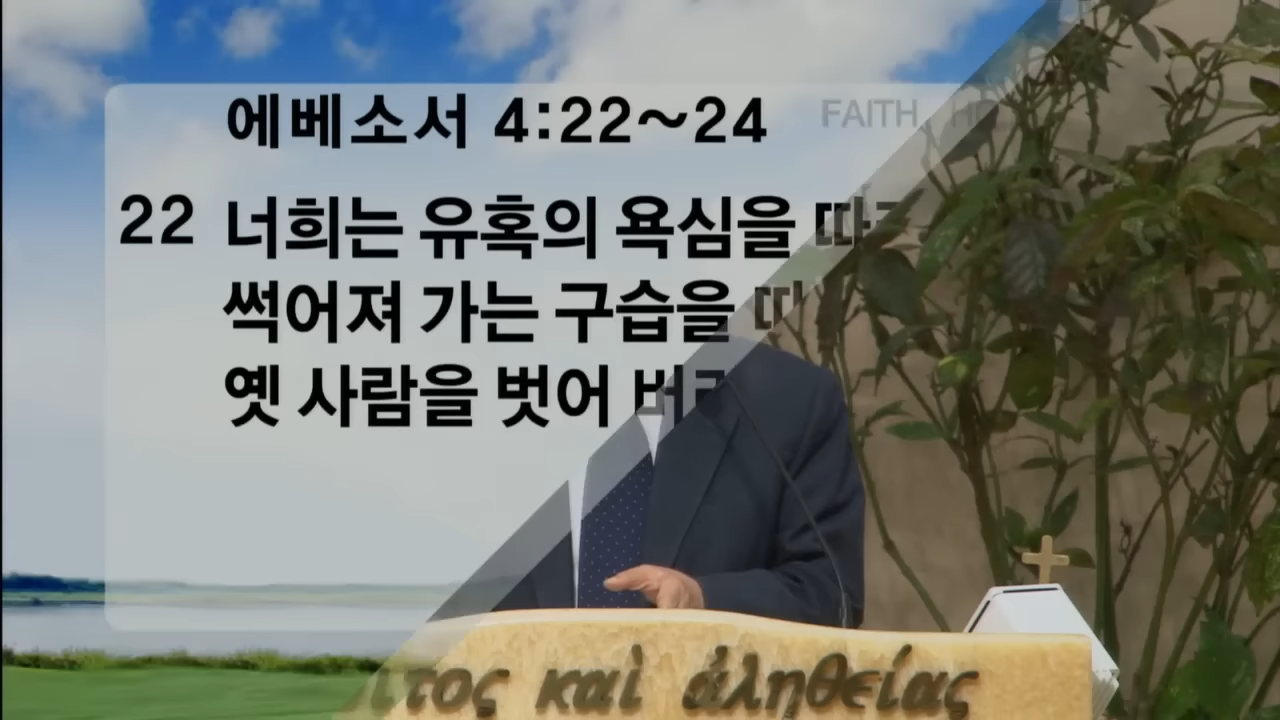 에베소서 4:22~24
FAITH
22 너희는 유혹의 욕심을
썩어져 가는 구습을
옛 사람을 벗어
καὶ ἀληθείας